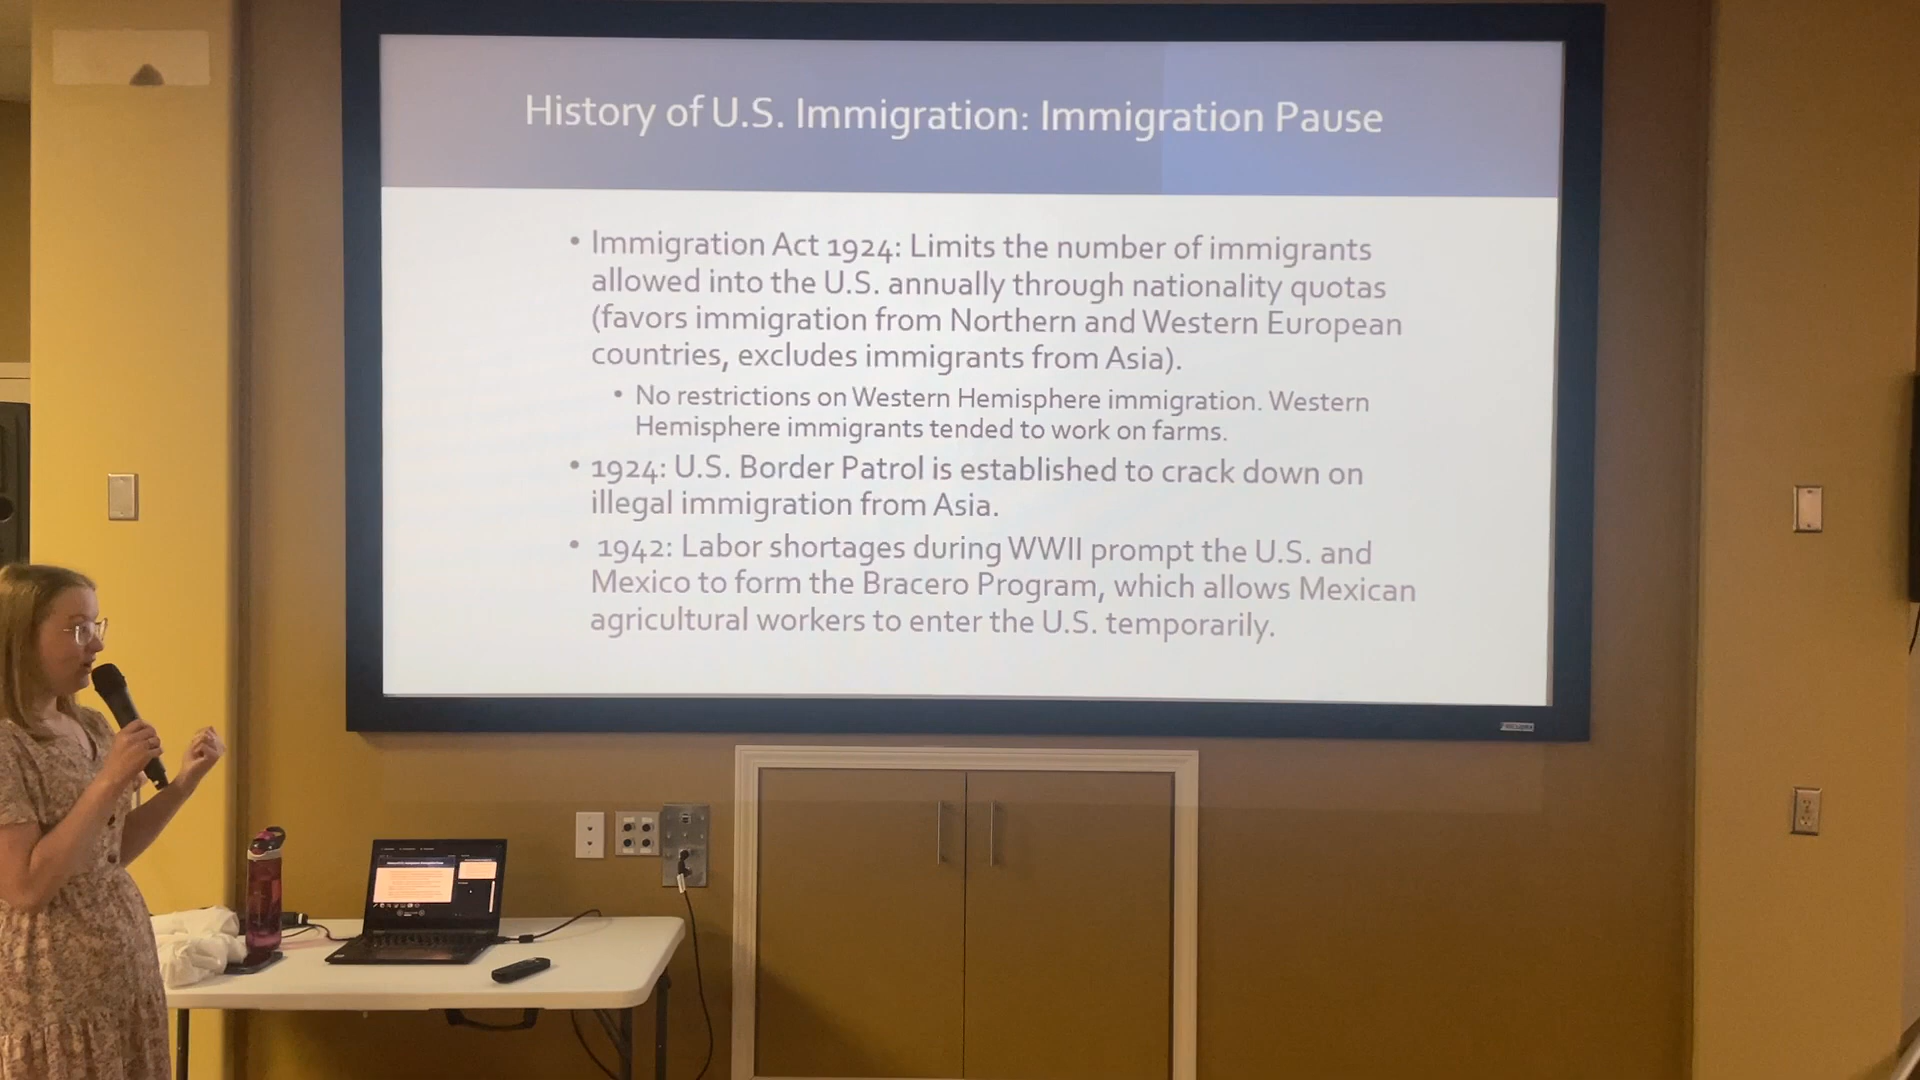 History of U.S. Immigration: Immigration Pause
• Immigration Act 1924: Limits the number of immigrants
allowed into the U.S. annually through nationality quotas
(favors immigration from Northern and Western European
countries, excludes immigrants from Asia).
• No restrictions on Western Hemisphere immigration. Western
Hemisphere immigrants tended to work on farms.
• 1924: U.S. Border Patrol is established to crack down on
illegal immigration from Asia.
• 1942: Labor shortages during WWII prompt the U.S. and
Mexico to form the Bracero Program, which allows Mexican
agricultural workers to enter the U.S. temporarily.